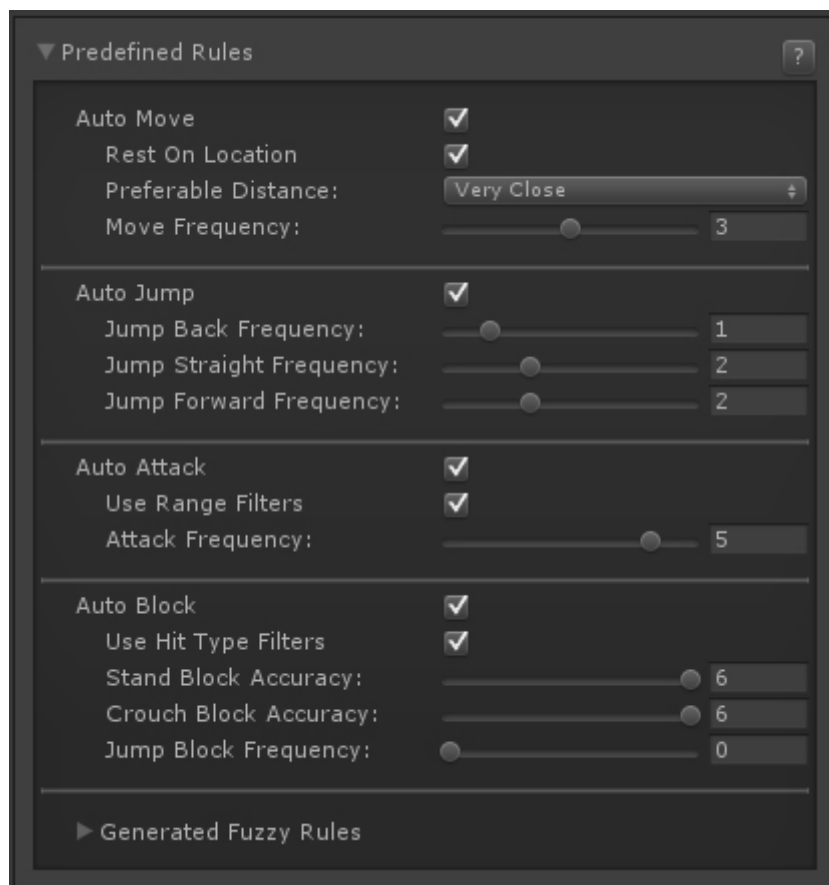 Predefined Rules ?
Auto Move
Rest On Location
Preferable Distance: Very Close
Move Frequency: 3
Auto Jump
Jump Back Frequency: 1
Jump Straight Frequency: 2
Jump Forward Frequency: 2
Auto Attack
Use Range Filters
Attack Frequency: 5
Auto Block
Use Hit Type Filters
Stand Block Accuracy: 6
Crouch Block Accuracy: 6
Jump Block Frequency: 0
Generated Fuzzy Rules